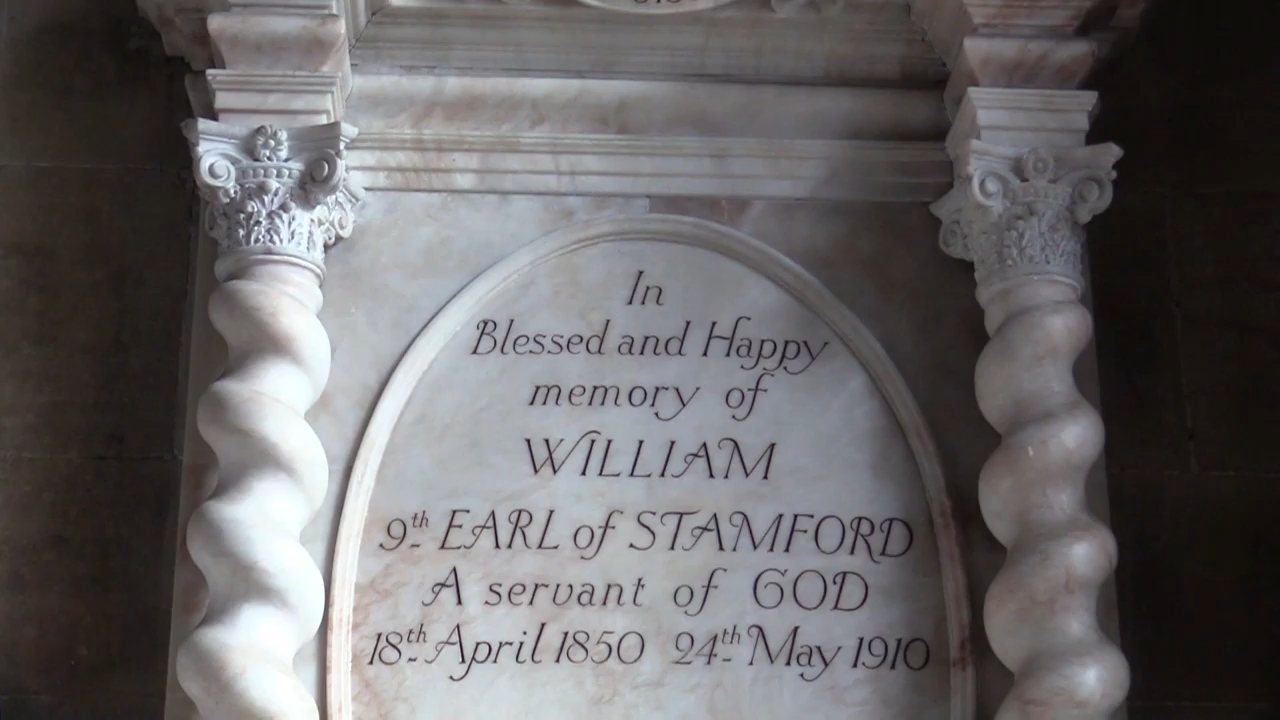 In
Blessed and Happy
memory of
WILLIAM
9th EARL of STAMFORD
A servant of GOD
18th April 1850 24th May 1910